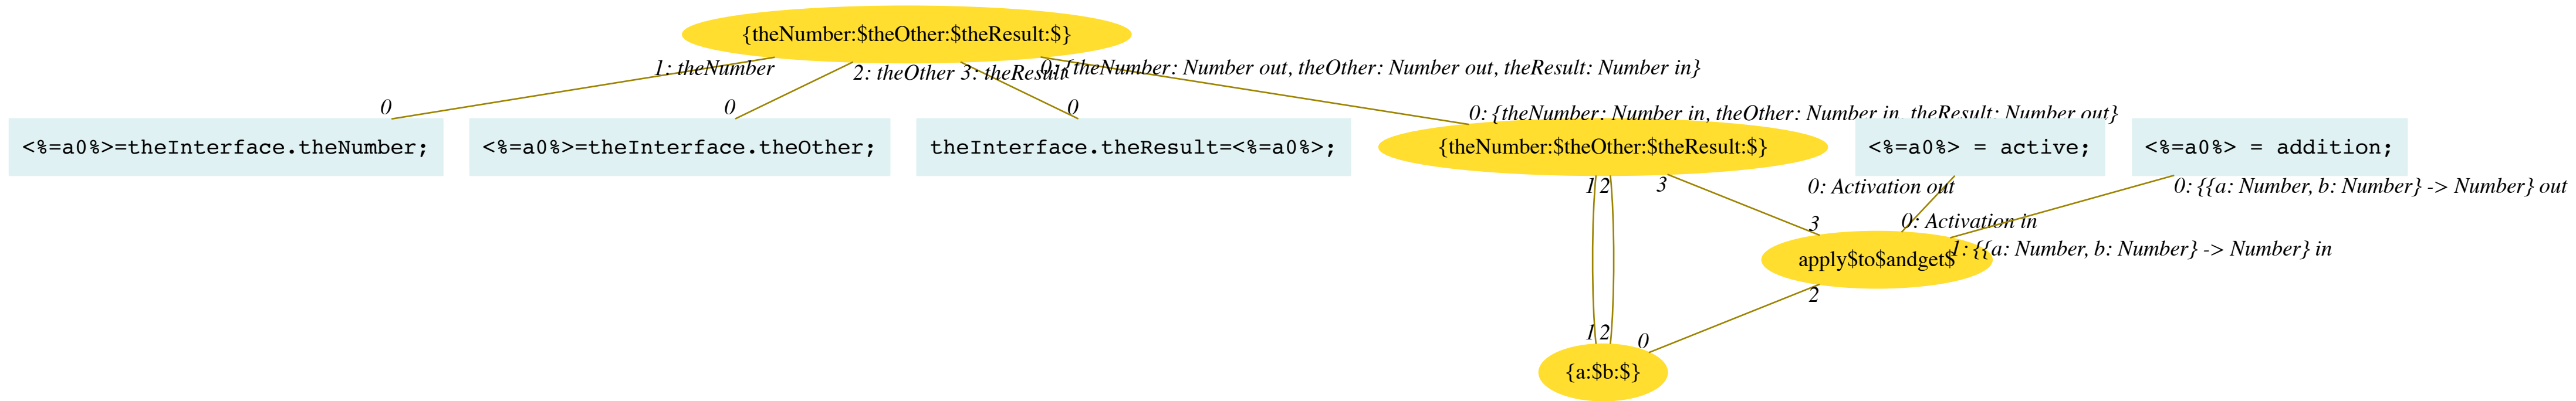 {theNumber:$theOther:$theResult:$}
1: theNumber
2: theOther
3: theResult
0: {theNumber: Number out, theOther: Number out, theResult: Number in}
0
0
0
0: {theNumber: Number in, theOther: Number in, theResult: Number out}
<%=a0%>=theInterface.theNumber;
<%=a0%>=theInterface.theOther;
theInterface.theResult=<%=a0%>;
{theNumber:$theOther:$theResult:$}
<%=a0%> = active;
<%=a0%> = addition;
1
2
3
0: Activation out
0: {{a: Number, b: Number} -> Number} out
3
0: Activation in
1: {{a: Number, b: Number} -> Number} in
apply$to$andget$
2
1
2
0
{a:$b:$}